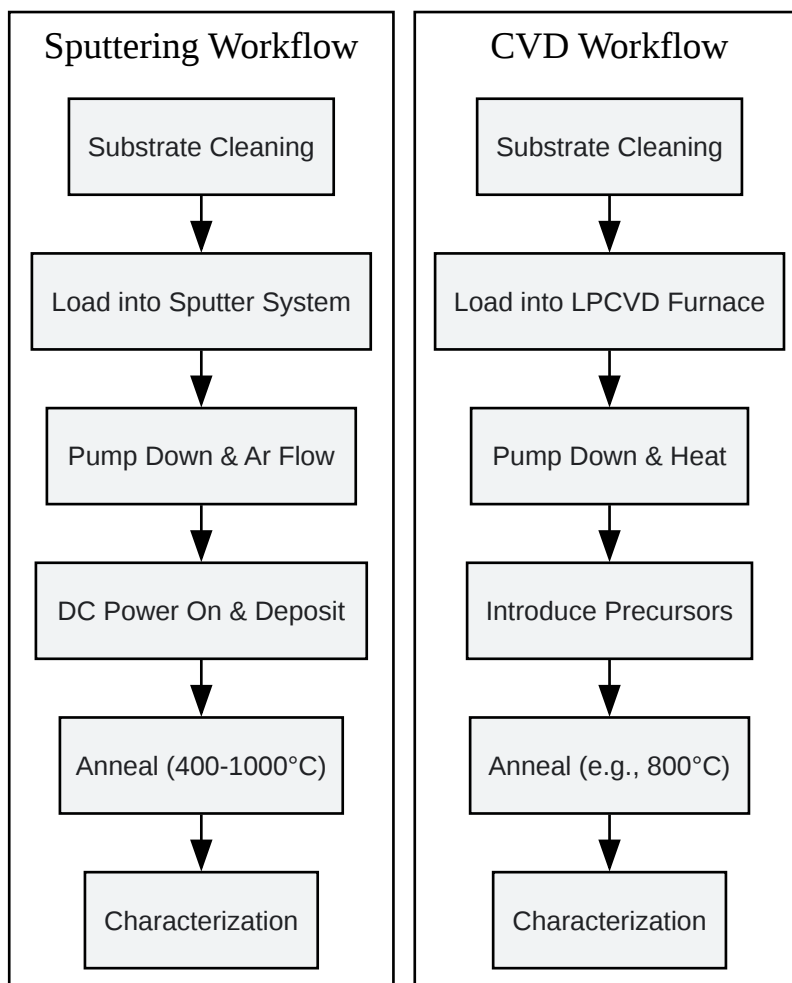 Sputtering Workflow
Substrate Cleaning
Load into Sputter System
Pump Down & Ar Flow
DC Power On & Deposit
Anneal (400-1000°C)
Characterization
CVD Workflow
Substrate Cleaning
Load into LPCVD Furnace
Pump Down & Heat
Introduce Precursors
Anneal (e.g., 800°C)
Characterization